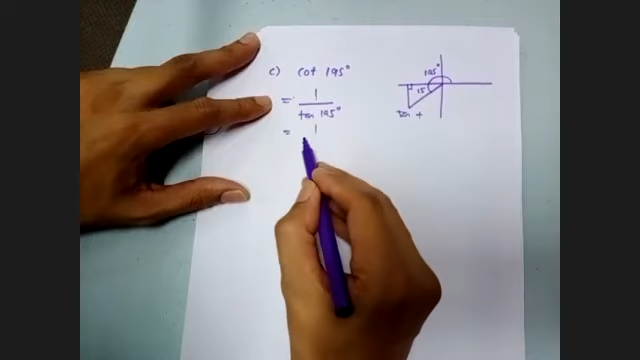 c) cot 195°
= 1
tan 195°
= 1
195°
15
tan +